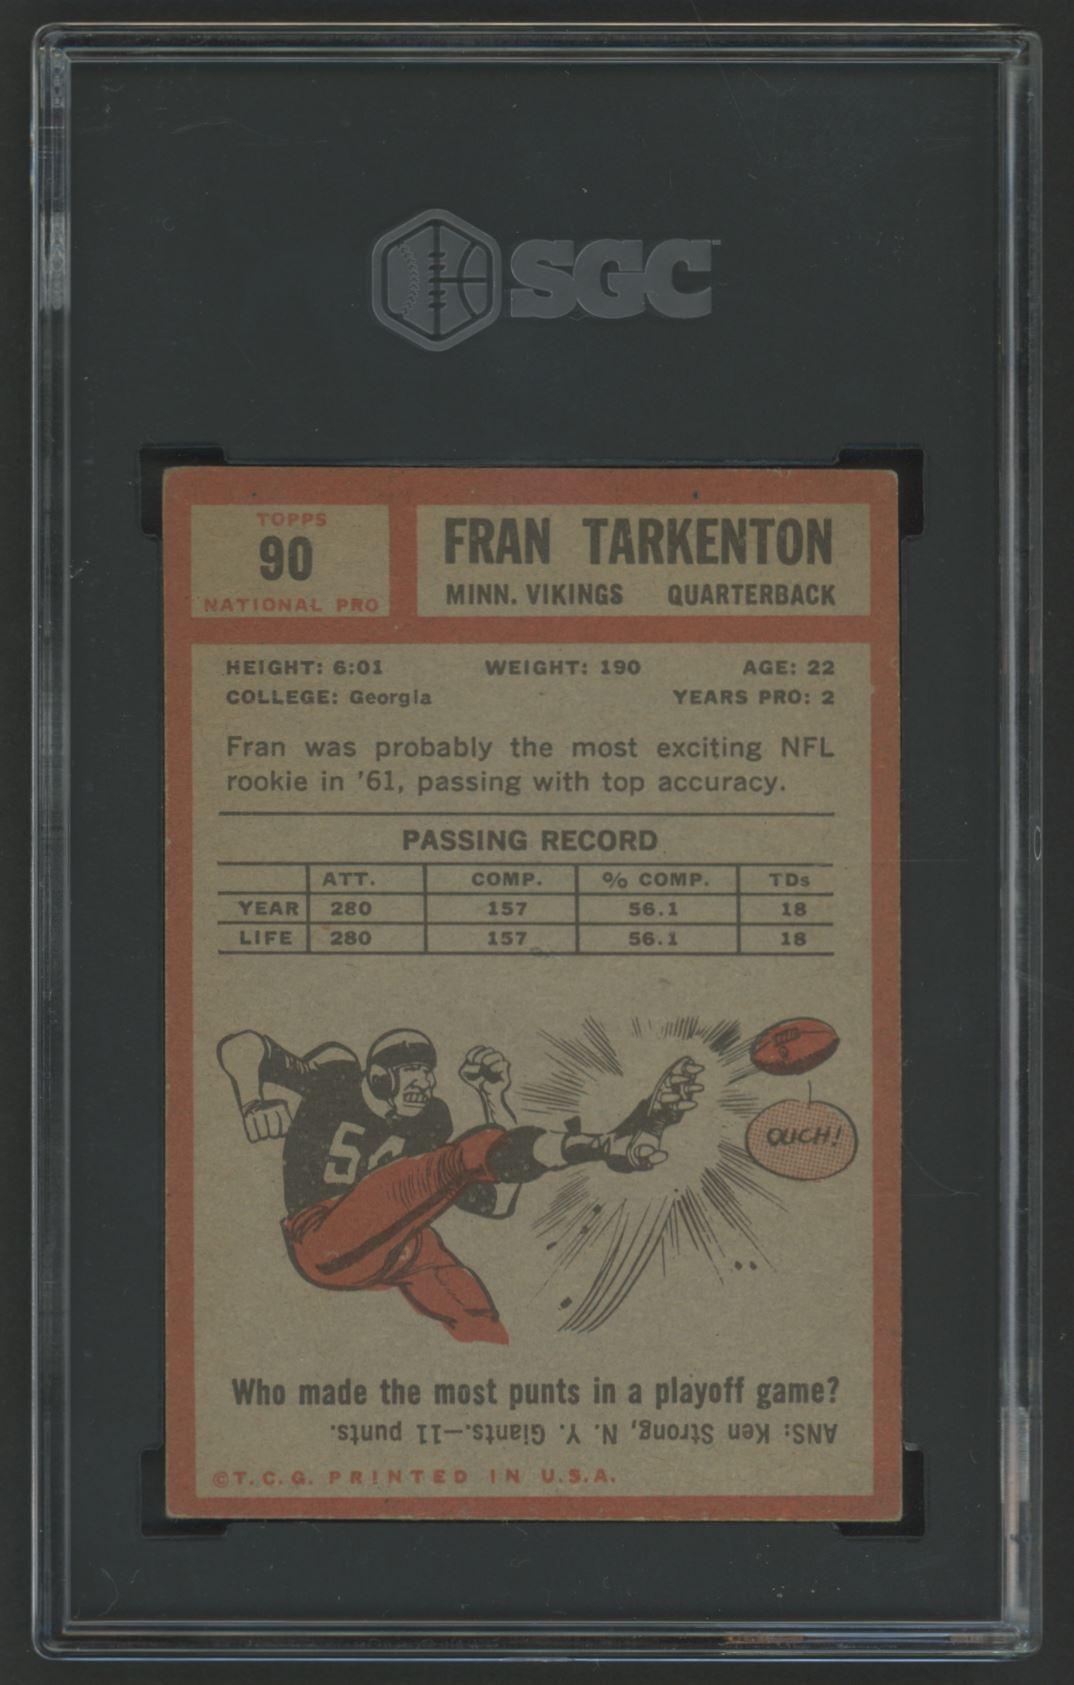 SGC
TOPPS
90
NATIONAL PRO
FRAN TARKENTON
MINN. VIKINGS QUARTERBACK
HEIGHT: 6:01 WEIGHT: 190 AGE: 22
COLLEGE: Georgia YEARS PRO: 2
Fran was probably the most exciting NFL
rookie in '61, passing with top accuracy.
PASSING RECORD
ATT. COMP. % COMP. TDs
YEAR 280 157 56.1 18
LIFE 280 157 56.1 18
54
OUCH!
Who made the most punts in a playoff game?
ANS: Ken Strong, N. Y. Giants.—11 punts.
©T.C.G. PRINTED IN U.S.A.